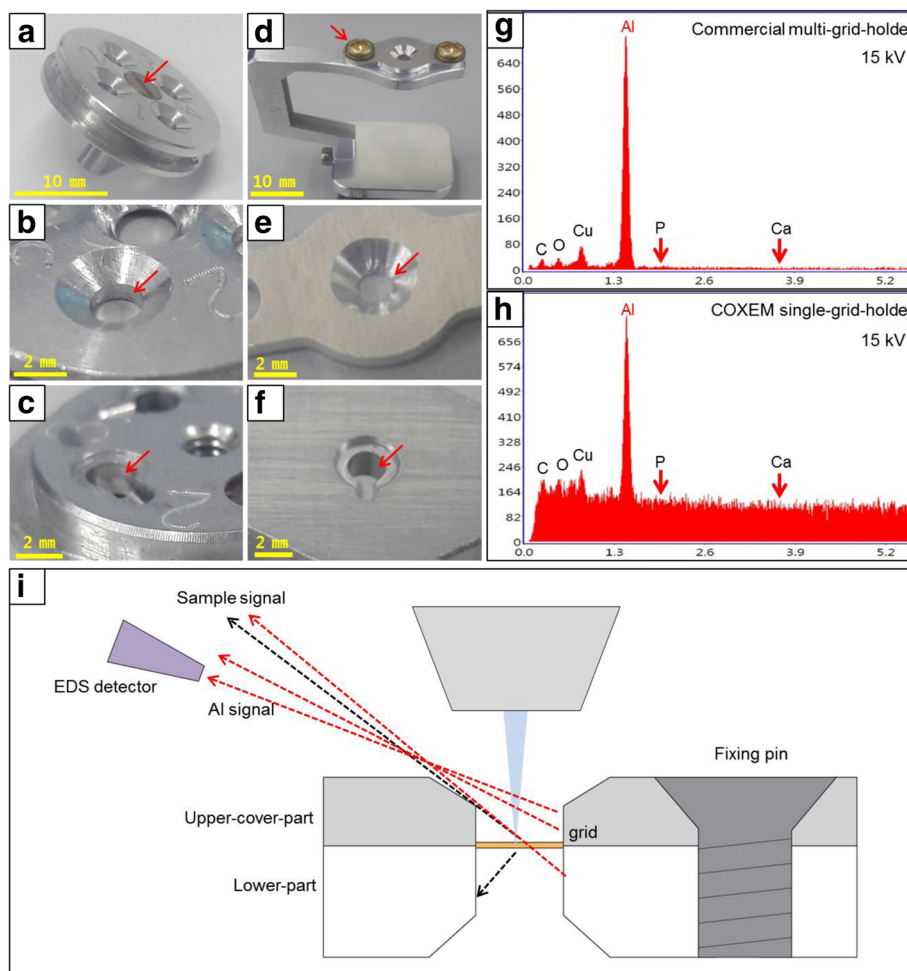 a
10 mm
b
2 mm
c
2 mm
d
10 mm
e
2 mm
f
2 mm
g
Commercial multi-grid-holde
15 kV
Al
640
560
480
400
320
240
160
80
0
C
O
Cu
P
Ca
0.0
1.3
2.6
3.9
5.2
h
COXEM single-grid-holde
15 kV
Al
656
574
492
410
328
246
164
82
0
C
O
Cu
P
Ca
0.0
1.3
2.6
3.9
5.2
i
Sample signal
EDS detector
Al signal
Fixing pin
Upper-cover-part
grid
Lower-part